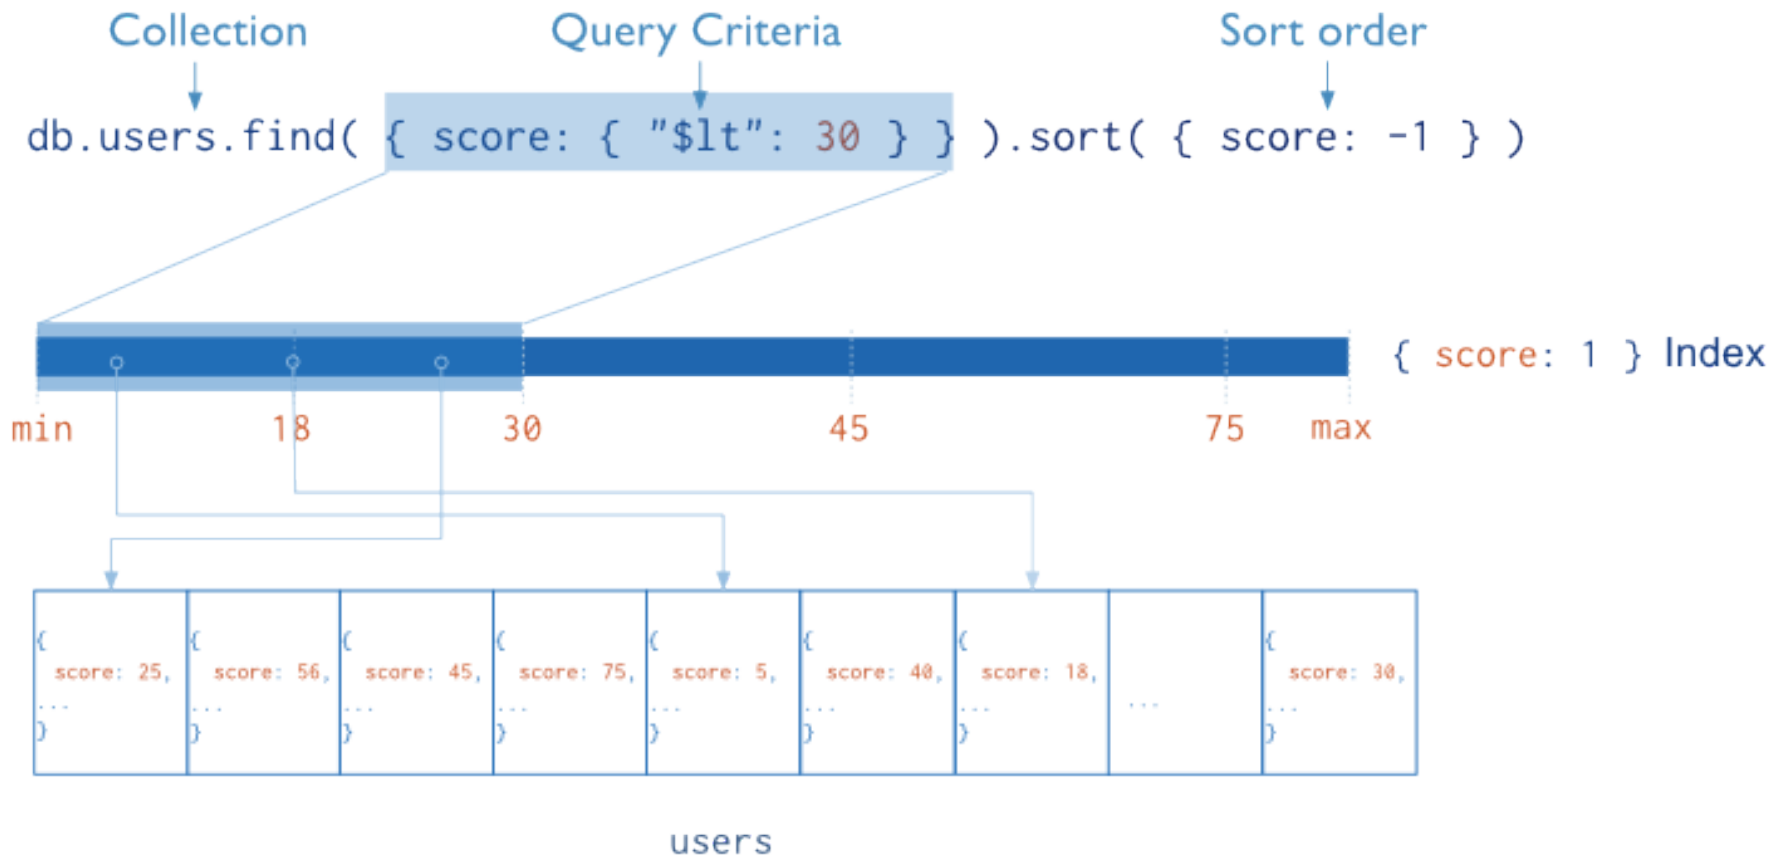 Collection Query Criteria Sort order
db.users.find( { score: { "$lt": 30 } } ).sort( { score: -1 } )
{ score: 1 } Index
min 18 30 45 75 max
{ { { { { { { {
score: 25, score: 56, score: 45, score: 75, score: 5, score: 40, score: 18, score: 30,
... ... ... ... ... ... ... ... ...
} } } } } } } }
users